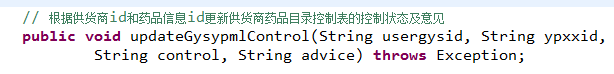 // 根据供货商id和药品信息id更新供货商药品目录控制表的控制状态及意见
public void updateGysypmlControl(String usergysid, String ypxxid,
String control, String advice) throws Exception;